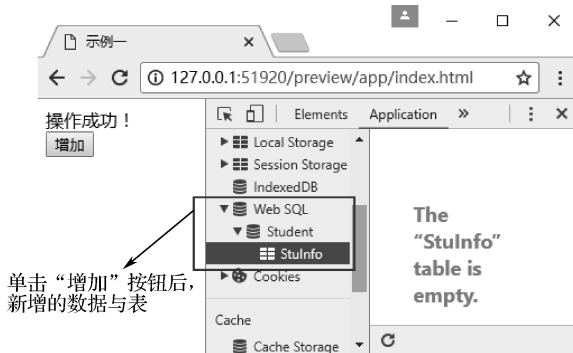 示例一
127.0.0.1:51920/preview/app/index.html
操作成功！
增加
Elements
Application
Local Storage
Session Storage
IndexedDB
Web SQL
Student
StuInfo
Cookies
Cache
Cache Storage
The
“StuInfo”
table is
empty.
单击“增加”按钮后，
新增的数据与表